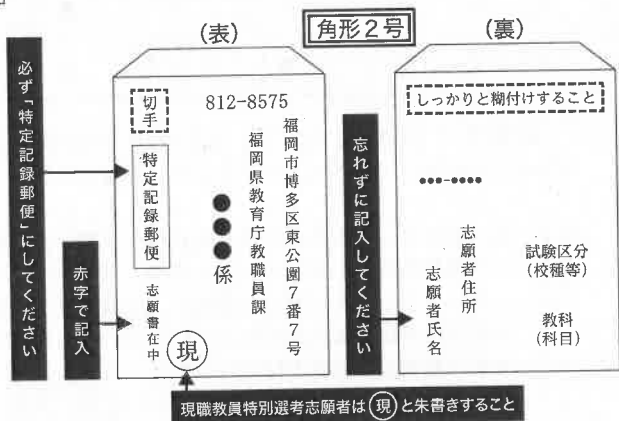 角形2号
(表)
(裏)
必ず「特定記録郵便」にしてください
赤字で記入
切手
812-8575
福岡市博多区東公園7番7号
福岡県教育庁教職員課
●●●係
特定記録郵便
志願書在中
現
忘れずに記入してください
しっかりと糊付けすること
●●●-●●●●
試験区分
(校種等)
教科
(科目)
志願者住所
志願者氏名
現職教員特別選考志願者は現と朱書きすること